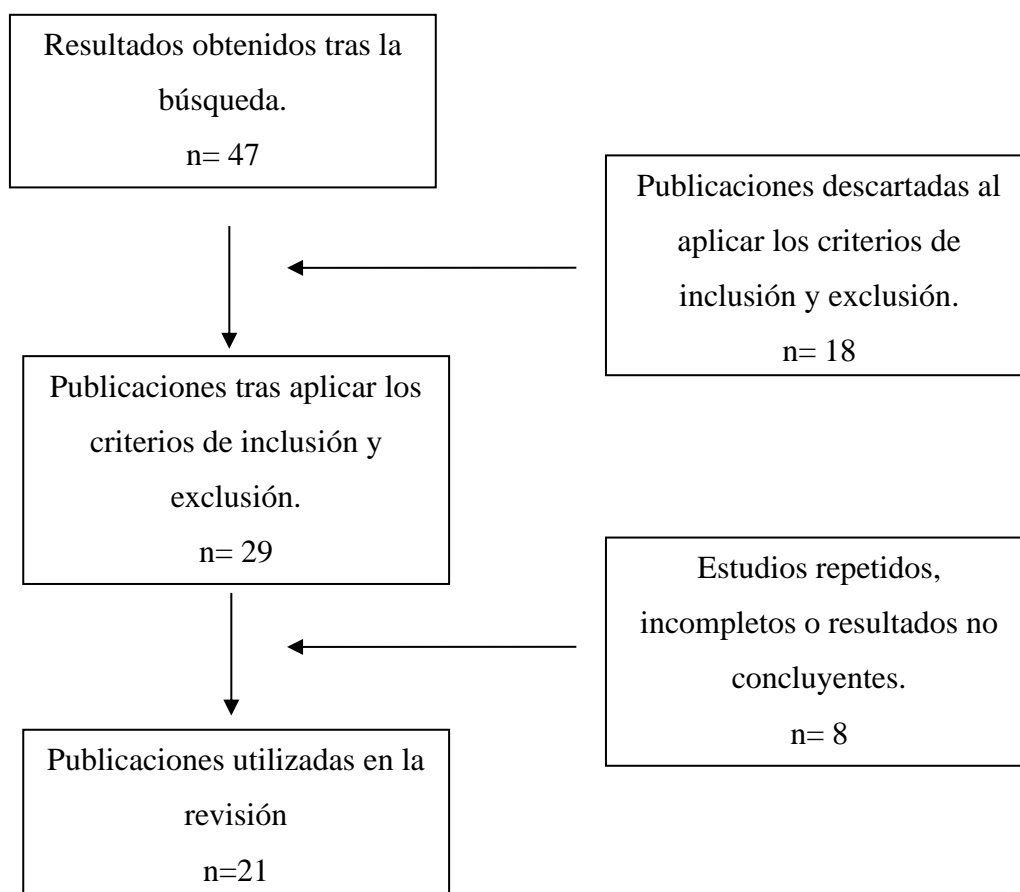 Resultados obtenidos tras la
búsqueda.
n= 47
Publicaciones descartadas al
aplicar los criterios de
inclusión y exclusión.
n= 18
Publicaciones tras aplicar los
criterios de inclusión y
exclusión.
n= 29
Estudios repetidos,
incompletos o resultados no
concluyentes.
n= 8
Publicaciones utilizadas en la
revisión
n=21